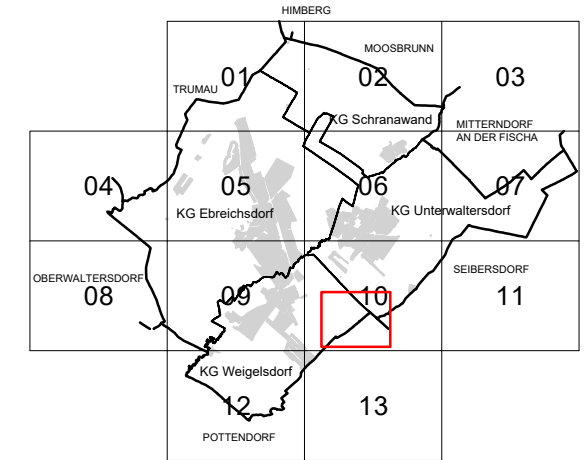 HIMBERG
MOOSBRUNN
01
02
03
TRUMAU
KG Schranawand
MITTERNDORF
AN DER FISCHA
04
05
06
07
KG Ebreichsdorf
KG Unterwaltersdorf
OBERWALTERSDORF
SEIBERSDORF
08
09
10
11
KG Weigelsdorf
12
13
POTTENDORF